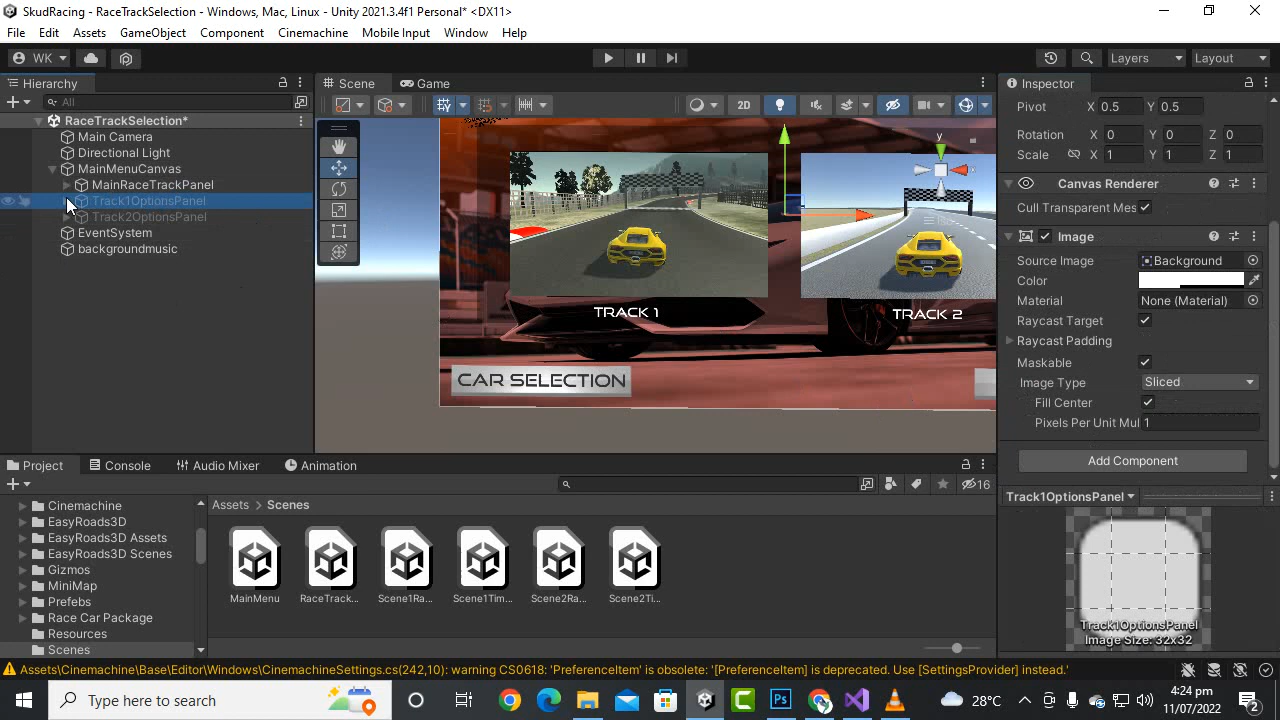 SkudRacing - RaceTrackSelection - Windows, Mac, Linux - Unity 2021.3.4f1 Personal* <DX11>
File Edit Assets GameObject Component Cinemachine Mobile Input Window Help
WK Layers Layout
Hierarchy
All
RaceTrackSelection*
Main Camera
Directional Light
MainMenuCanvas
MainRaceTrackPanel
Track1OptionsPanel
Track2OptionsPanel
EventSystem
backgroundmusic
Scene Game
2D
y
x
TRACK 1
TRACK 2
CAR SELECTION
Inspector
Pivot X 0.5 Y 0.5
Rotation X 0 Y 0 Z 0
Scale X 1 Y 1 Z 1
Canvas Renderer
Cull Transparent Mes
Image
Source Image Background
Color
Material None (Material)
Raycast Target
Raycast Padding
Maskable
Image Type Sliced
Fill Center
Pixels Per Unit Mul 1
Add Component
Track1OptionsPanel
Track1OptionsPanel
Image Size: 32x32
Project Console Audio Mixer Animation
16
Cinemachine
EasyRoads3D
EasyRoads3D Assets
EasyRoads3D Scenes
Gizmos
MiniMap
Prefebs
Race Car Package
Resources
Scenes
Assets > Scenes
MainMenu RaceTrack... Scene1Ra... Scene1Tim... Scene2Ra... Scene2Ti...
Assets\Cinemachine\Base\Editor\Windows\CinemachineSettings.cs(242,10): warning CS0618: 'PreferenceItem' is obsolete: '[PreferenceItem] is deprecated. Use [SettingsProvider] instead.'
Type here to search
28°C
4:24 pm
11/07/2022
2